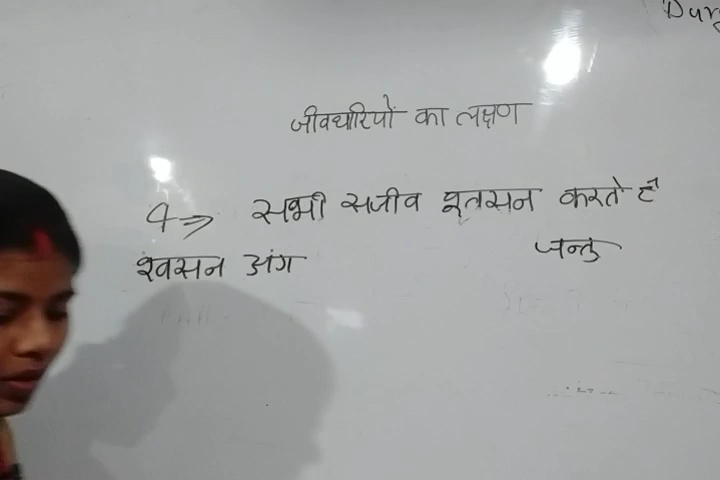 जीवधारियों का लक्षण
4⇒ सभी सजीव श्वसन करते हैं
श्वसन अंग जन्तु